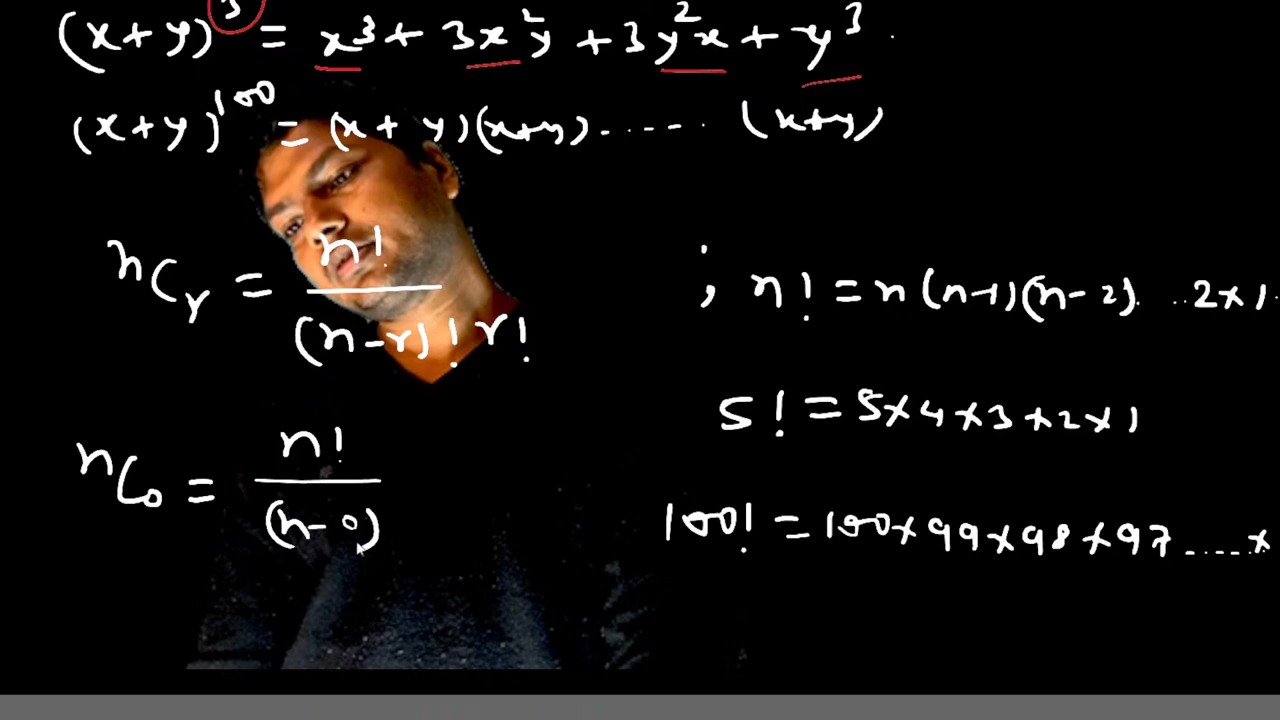 (x+y)³ = x³ + 3x²y + 3y²x + y³.
(x+y)¹⁰⁰ = (x+y)(x+y)...... (x+y)
ⁿCᵣ = n! / (n-r)! r! ; n! = n(n-1)(n-2). ..2×1.
5! = 5×4×3×2×1
ⁿC₀ = n! / (n-0)
100! = 100×99×98×97.....×